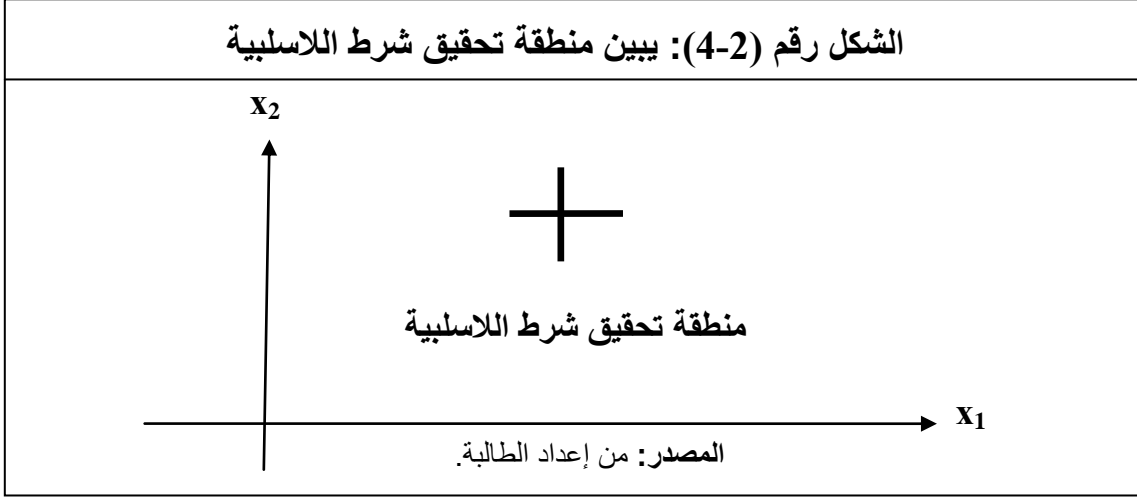 الشكل رقم (2-4): يبين منطقة تحقيق شرط اللاسلبية
x2
منطقة تحقيق شرط اللاسلبية
x1
المصدر: من إعداد الطالبة.